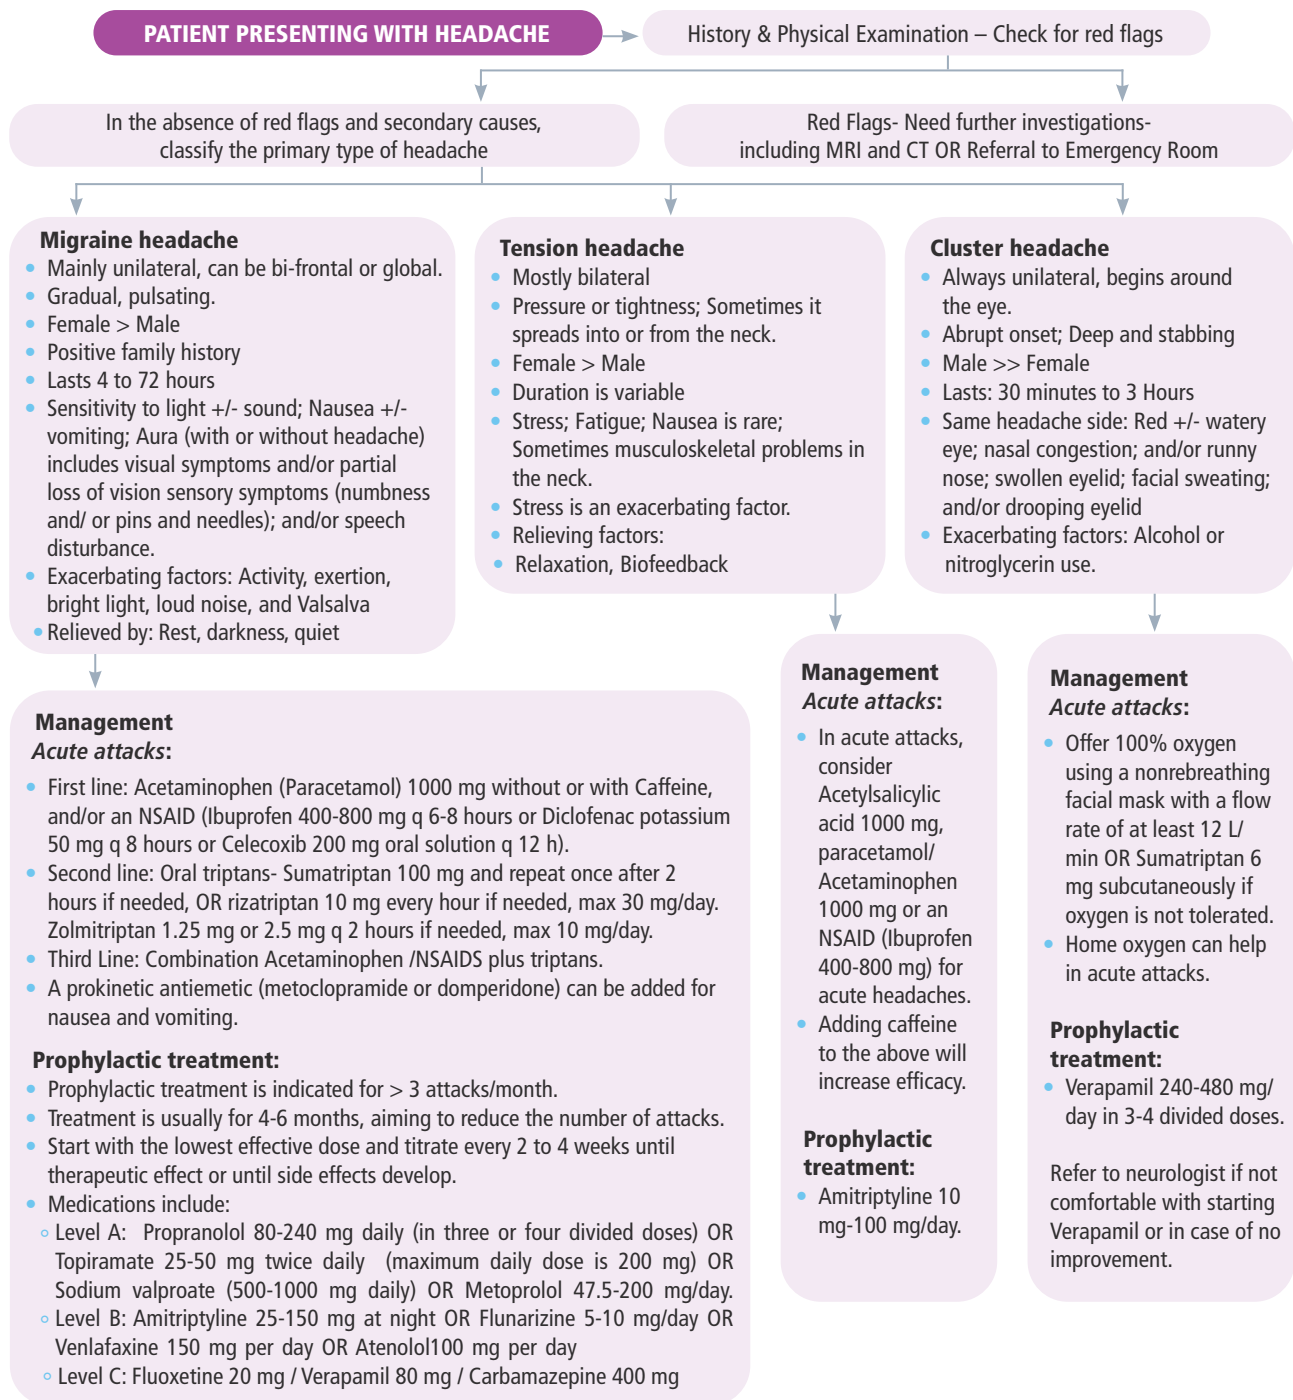 PATIENT PRESENTING WITH HEADACHE
History & Physical Examination – Check for red flags
In the absence of red flags and secondary causes,
classify the primary type of headache
Red Flags- Need further investigations-
including MRI and CT OR Referral to Emergency Room
Migraine headache
• Mainly unilateral, can be bi-frontal or global.
• Gradual, pulsating.
• Female > Male
• Positive family history
• Lasts 4 to 72 hours
• Sensitivity to light +/- sound; Nausea +/-
vomiting; Aura (with or without headache)
includes visual symptoms and/or partial
loss of vision sensory symptoms (numbness
and/ or pins and needles); and/or speech
disturbance.
• Exacerbating factors: Activity, exertion,
bright light, loud noise, and Valsalva
• Relieved by: Rest, darkness, quiet
Tension headache
• Mostly bilateral
• Pressure or tightness; Sometimes it
spreads into or from the neck.
• Female > Male
• Duration is variable
• Stress; Fatigue; Nausea is rare;
Sometimes musculoskeletal problems in
the neck.
• Stress is an exacerbating factor.
• Relieving factors:
• Relaxation, Biofeedback
Cluster headache
• Always unilateral, begins around
the eye.
• Abrupt onset; Deep and stabbing
• Male >> Female
• Lasts: 30 minutes to 3 Hours
• Same headache side: Red +/- watery
eye; nasal congestion; and/or runny
nose; swollen eyelid; facial sweating;
and/or drooping eyelid
• Exacerbating factors: Alcohol or
nitroglycerin use.
Management
Acute attacks:
• First line: Acetaminophen (Paracetamol) 1000 mg without or with Caffeine,
and/or an NSAID (Ibuprofen 400-800 mg q 6-8 hours or Diclofenac potassium
50 mg q 8 hours or Celecoxib 200 mg oral solution q 12 h).
• Second line: Oral triptans- Sumatriptan 100 mg and repeat once after 2
hours if needed, OR rizatriptan 10 mg every hour if needed, max 30 mg/day.
Zolmitriptan 1.25 mg or 2.5 mg q 2 hours if needed, max 10 mg/day.
• Third Line: Combination Acetaminophen /NSAIDS plus triptans.
• A prokinetic antiemetic (metoclopramide or domperidone) can be added for
nausea and vomiting.
Prophylactic treatment:
• Prophylactic treatment is indicated for > 3 attacks/month.
• Treatment is usually for 4-6 months, aiming to reduce the number of attacks.
• Start with the lowest effective dose and titrate every 2 to 4 weeks until
therapeutic effect or until side effects develop.
• Medications include:
◦ Level A: Propranolol 80-240 mg daily (in three or four divided doses) OR
Topiramate 25-50 mg twice daily (maximum daily dose is 200 mg) OR
Sodium valproate (500-1000 mg daily) OR Metoprolol 47.5-200 mg/day.
◦ Level B: Amitriptyline 25-150 mg at night OR Flunarizine 5-10 mg/day OR
Venlafaxine 150 mg per day OR Atenolol100 mg per day
◦ Level C: Fluoxetine 20 mg / Verapamil 80 mg / Carbamazepine 400 mg
Management
Acute attacks:
• In acute attacks,
consider
Acetylsalicylic
acid 1000 mg,
paracetamol/
Acetaminophen
1000 mg or an
NSAID (Ibuprofen
400-800 mg) for
acute headaches.
• Adding caffeine
to the above will
increase efficacy.
Prophylactic
treatment:
• Amitriptyline 10
mg-100 mg/day.
Management
Acute attacks:
• Offer 100% oxygen
using a nonrebreathing
facial mask with a flow
rate of at least 12 L/
min OR Sumatriptan 6
mg subcutaneously if
oxygen is not tolerated.
• Home oxygen can help
in acute attacks.
Prophylactic
treatment:
• Verapamil 240-480 mg/
day in 3-4 divided doses.
Refer to neurologist if not
comfortable with starting
Verapamil or in case of no
improvement.